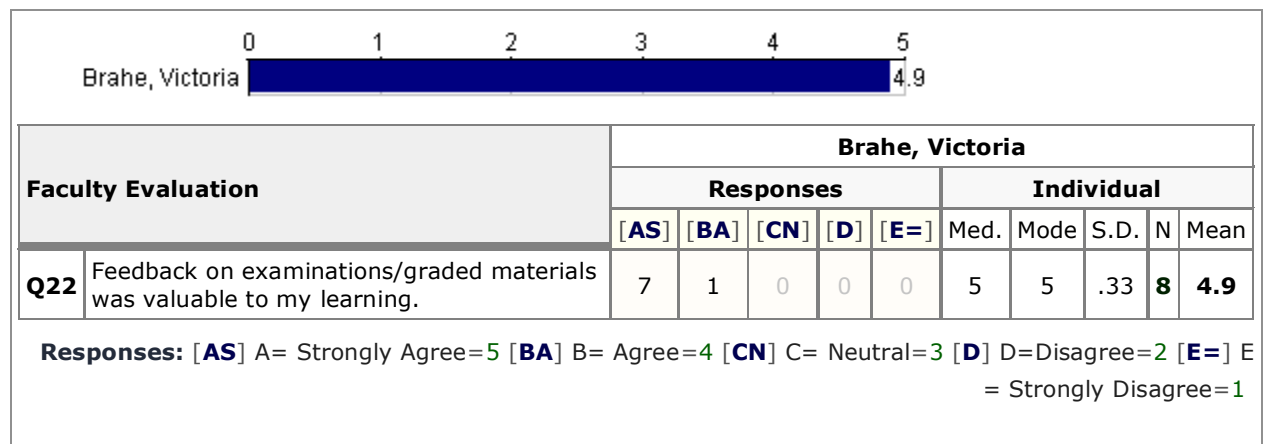 0 1 2 3 4 5
Brahe, Victoria 4.9
Brahe, Victoria
Faculty Evaluation Responses Individual
[AS] [BA] [CN] [D] [E=] Med. Mode S.D. N Mean
Q22 Feedback on examinations/graded materials was valuable to my learning. 7 1 0 0 0 5 5 .33 8 4.9
Responses: [AS] A= Strongly Agree=5 [BA] B= Agree=4 [CN] C= Neutral=3 [D] D=Disagree=2 [E=] E
= Strongly Disagree=1